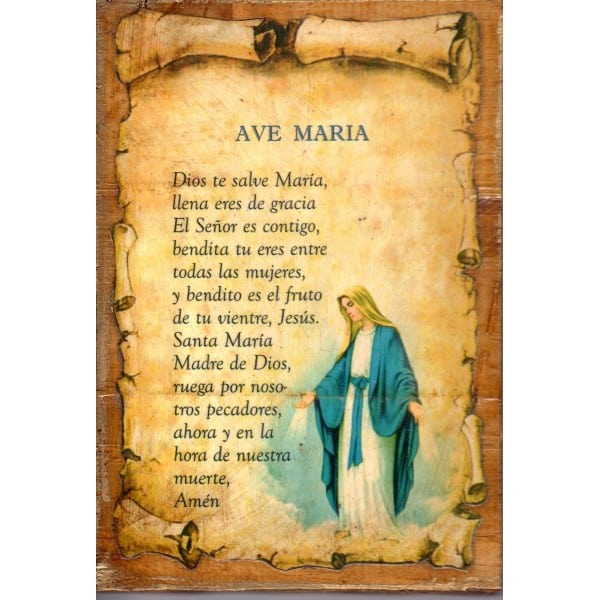 AVE MARIA
Dios te salve María,
llena eres de gracia
El Señor es contigo,
bendita tu eres entre
todas las mujeres,
y bendito es el fruto
de tu vientre, Jesús.
Santa María
Madre de Dios,
ruega por noso-
tros pecadores,
ahora y en la
hora de nuestra
muerte,
Amén